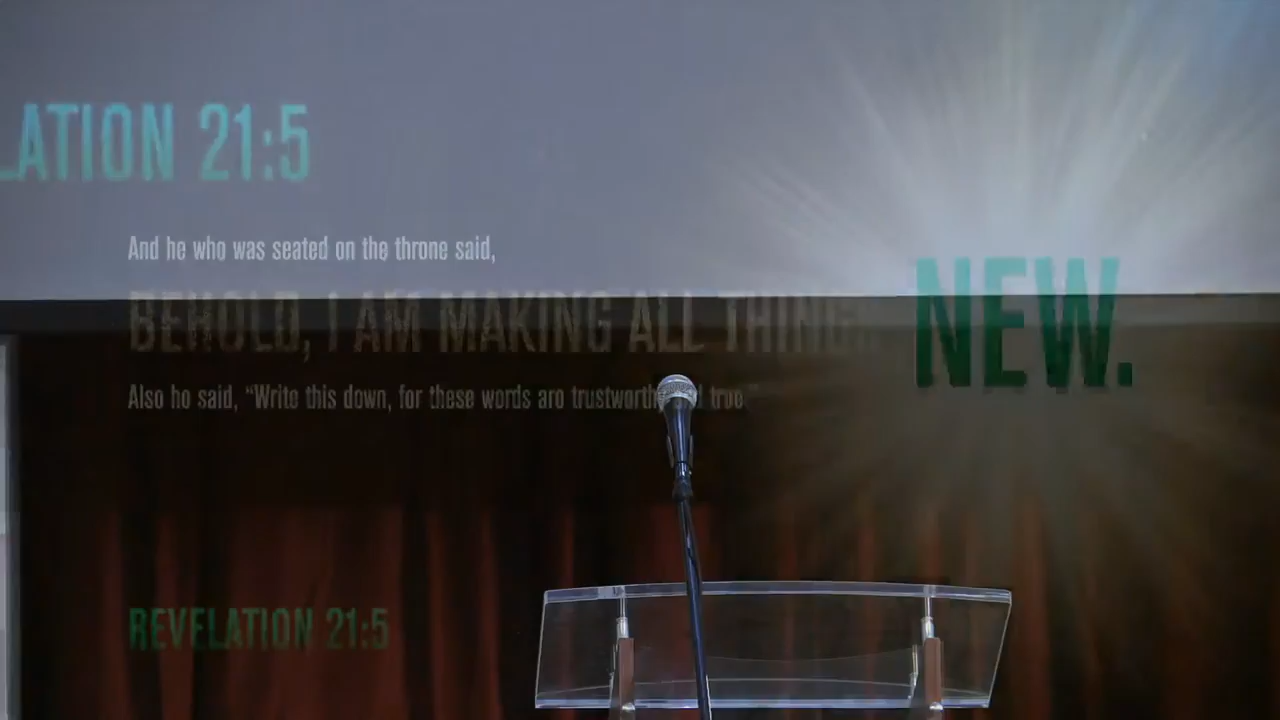 LATION 21:5
And he who was seated on the throne said,
BEHOLD, I AM MAKING ALL THING NEW.
Also he said, “Write this down, for these words are trustworth true.”
REVELATION 21:5